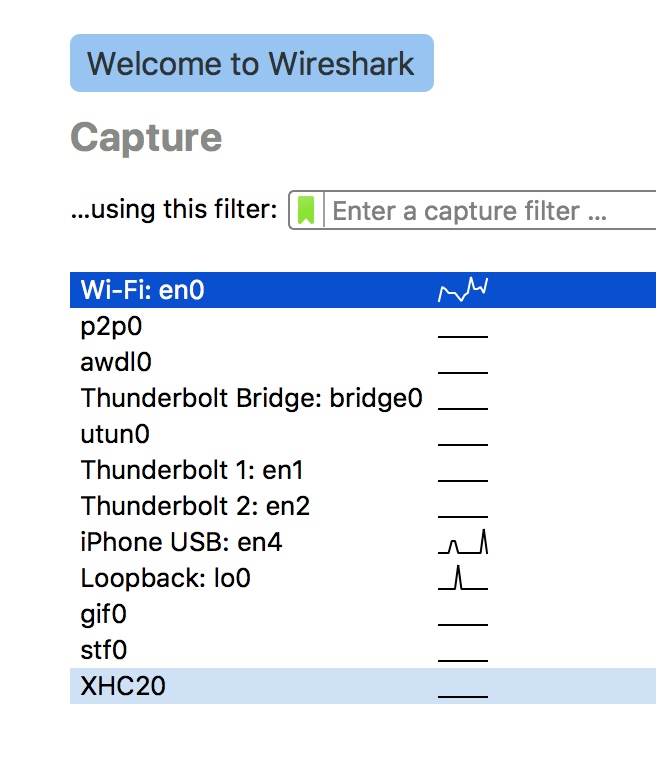 Welcome to Wireshark
Capture
...using this filter: Enter a capture filter ...
Wi-Fi: en0
p2p0
awdl0
Thunderbolt Bridge: bridge0
utun0
Thunderbolt 1: en1
Thunderbolt 2: en2
iPhone USB: en4
Loopback: lo0
gif0
stf0
XHC20